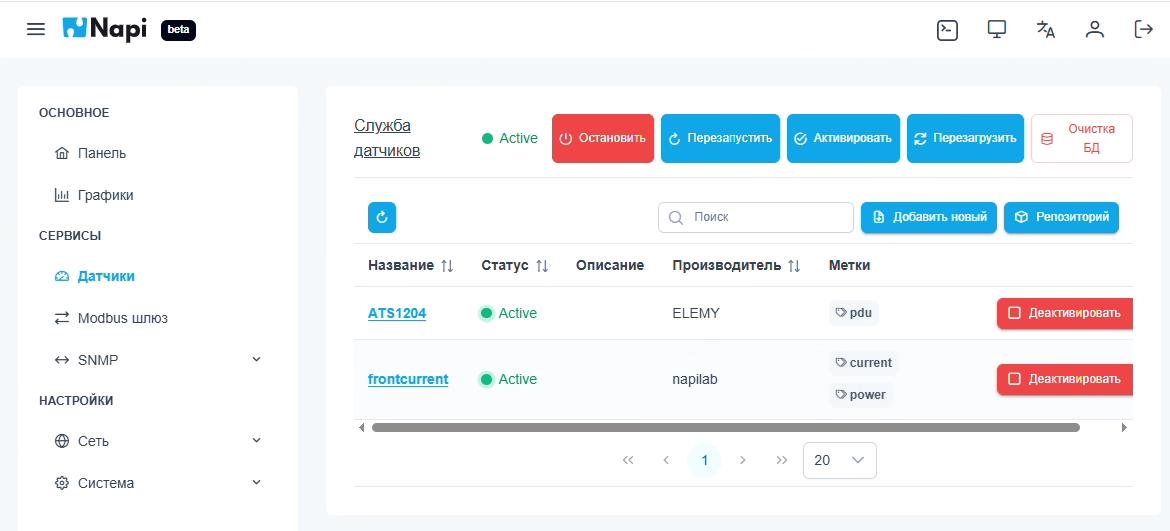 Napi beta
ОСНОВНОЕ
Панель
Графики
СЕРВИСЫ
Датчики
Modbus шлюз
SNMP
НАСТРОЙКИ
Сеть
Система
Служба
датчиков
Active
Остановить
Перезапустить
Активировать
Перезагрузить
Очистка
БД
Поиск
Добавить новый
Репозиторий
Название Статус Описание Производитель Метки
ATS1204 Active ELEMY pdu Деактивировать
frontcurrent Active napilab current Деактивировать
power
1 20